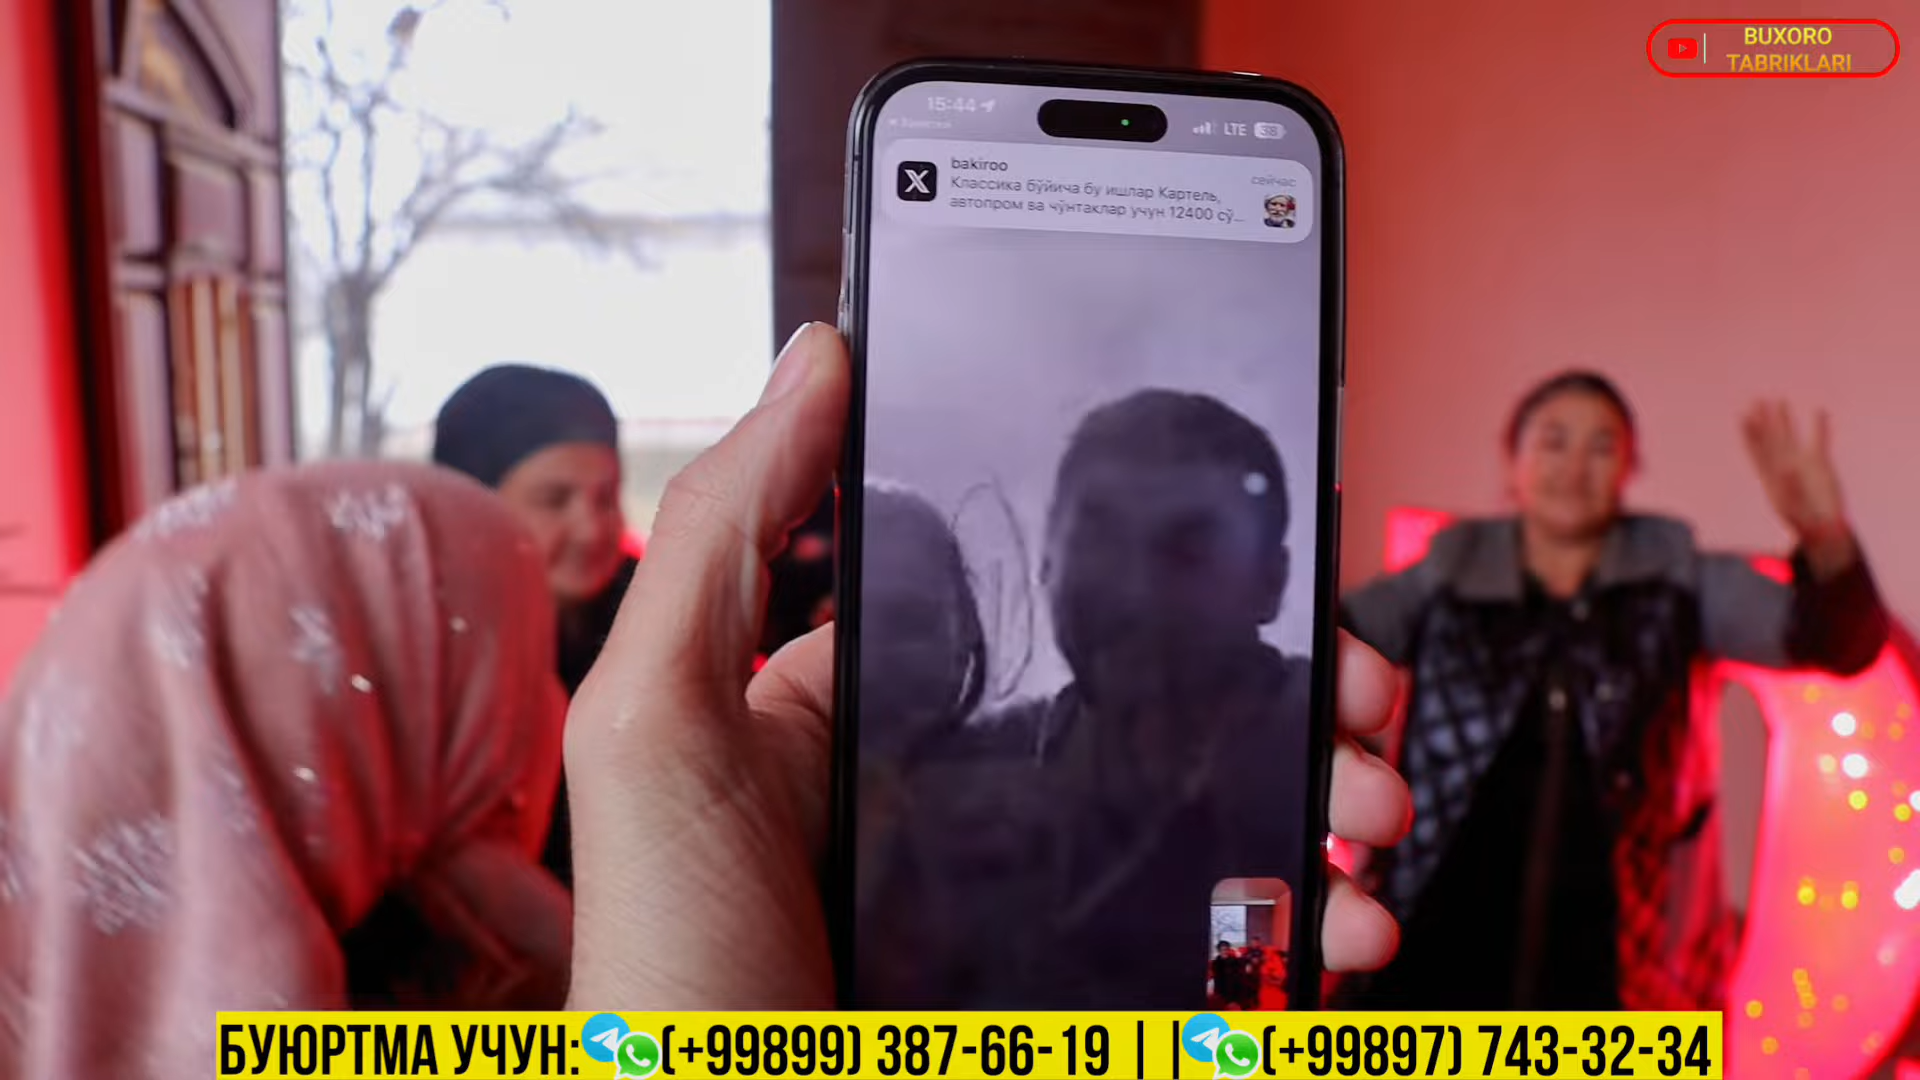 BUXORO
TABRIKLARI
15:44
LTE 38
bakiroo
сейчас
Классика бўйича бу ишлар Картель,
автопром ва чўнтаклар учун 12400 сў...
БУЮРТМА УЧУН: (+99899) 387-66-19 | | (+99897) 743-32-34